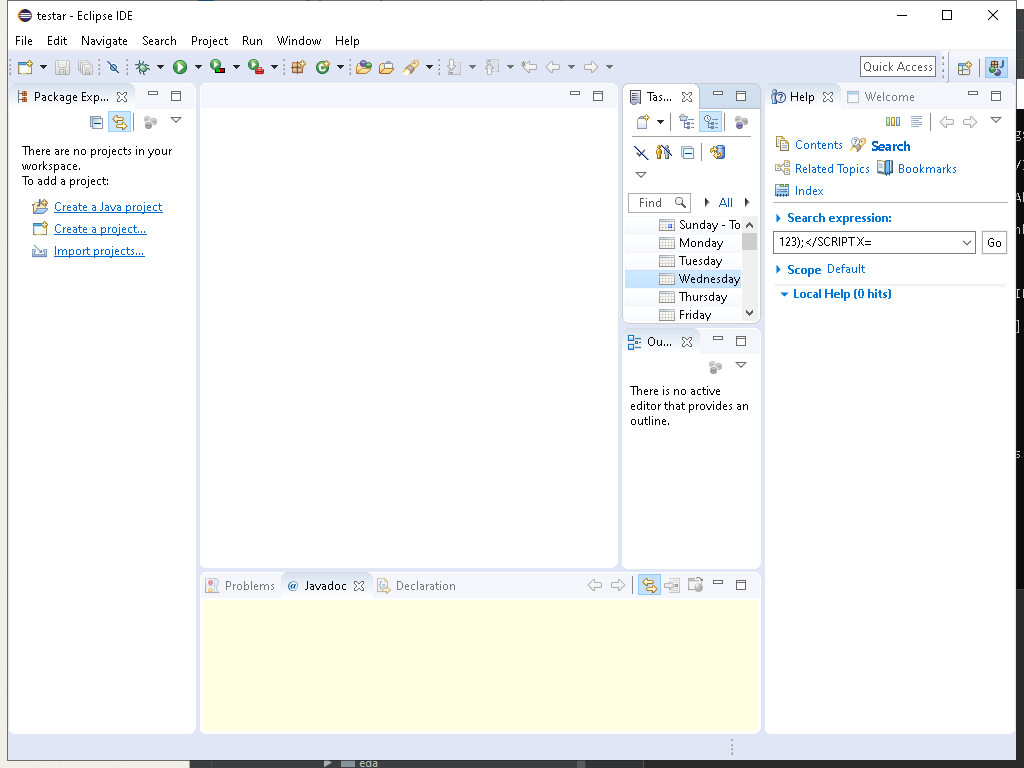 testar - Eclipse IDE
File Edit Navigate Search Project Run Window Help
Quick Access
Package Exp...
There are no projects in your
workspace.
To add a project:
Create a Java project
Create a project...
Import projects...
Tas...
Find
All
Sunday - To
Monday
Tuesday
Wednesday
Thursday
Friday
Ou...
There is no active
editor that provides an
outline.
Help Welcome
Contents Search
Related Topics Bookmarks
Index
Search expression:
123);</SCRIPTX=
Go
Scope Default
Local Help (0 hits)
Problems @ Javadoc Declaration
eda